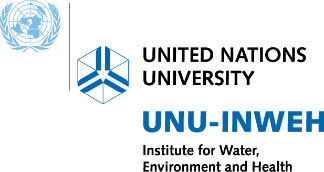 UNITED NATIONS
UNIVERSITY
UNU-INWEH
Institute for Water,
Environment and Health